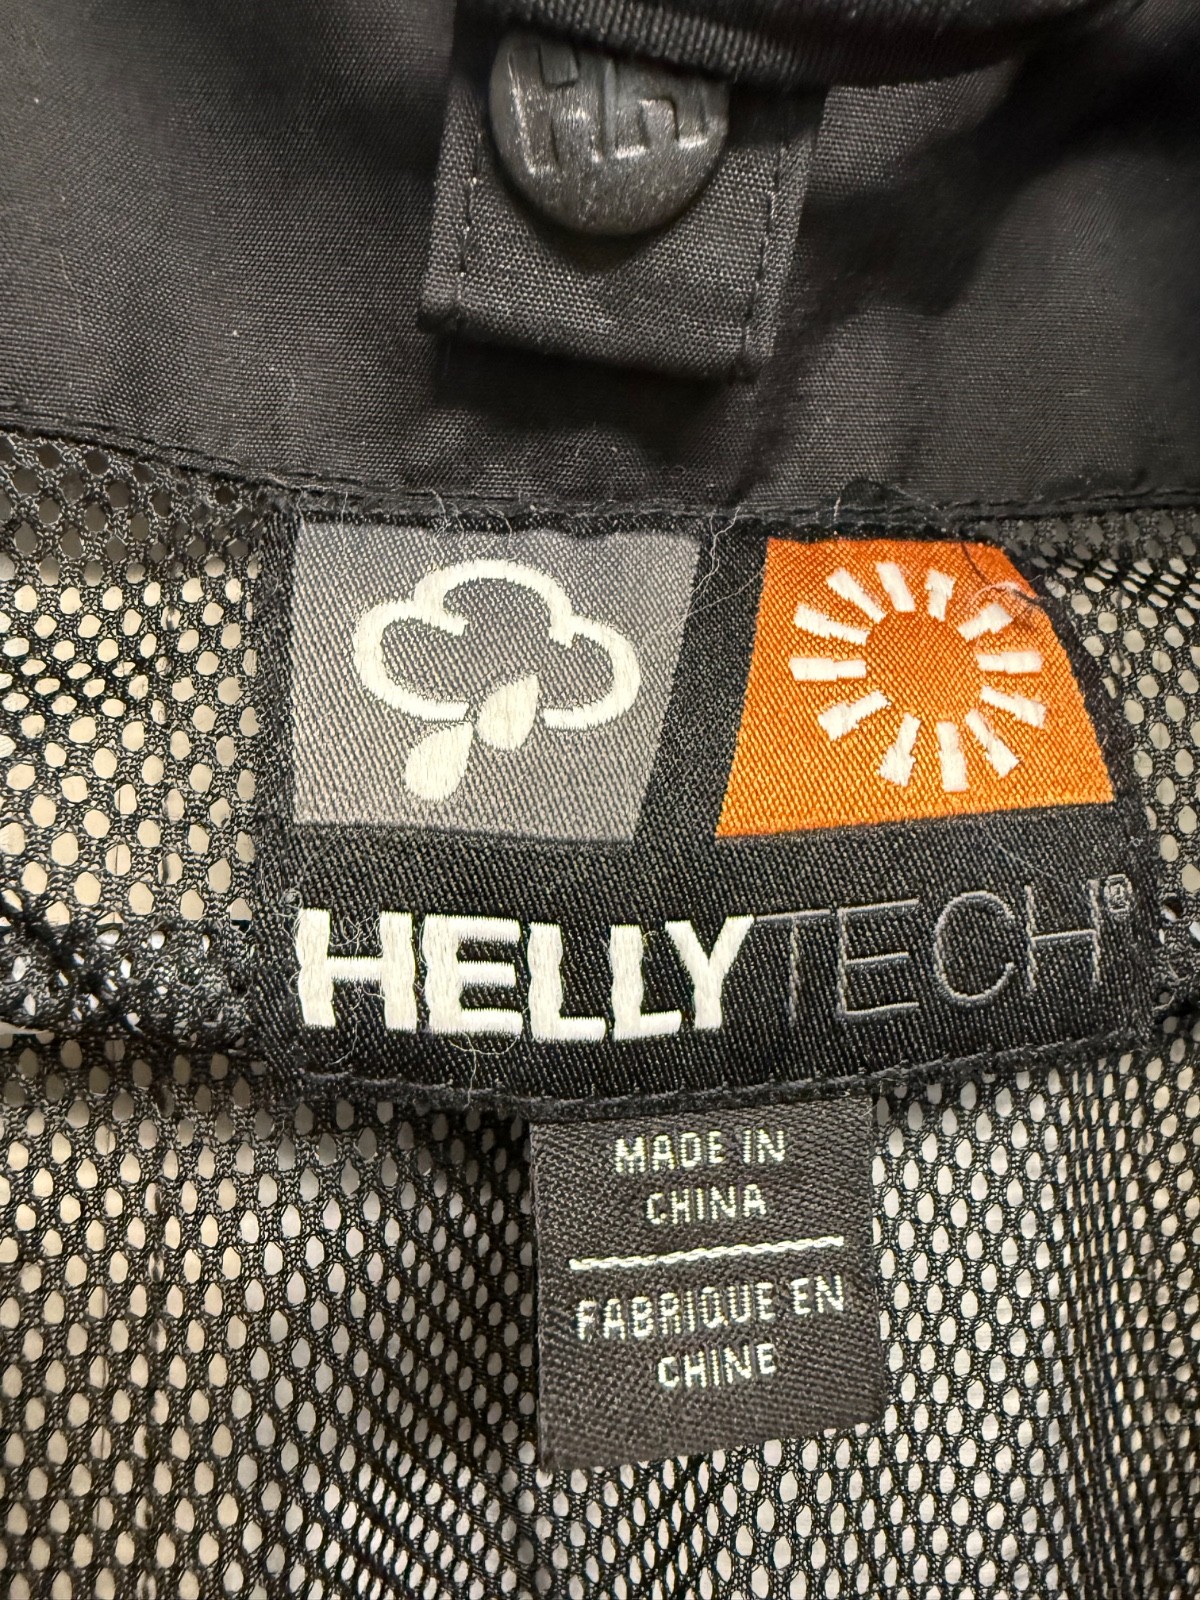 HH
HELLYTECH®
MADE IN
CHINA
FABRIQUE EN
CHINE